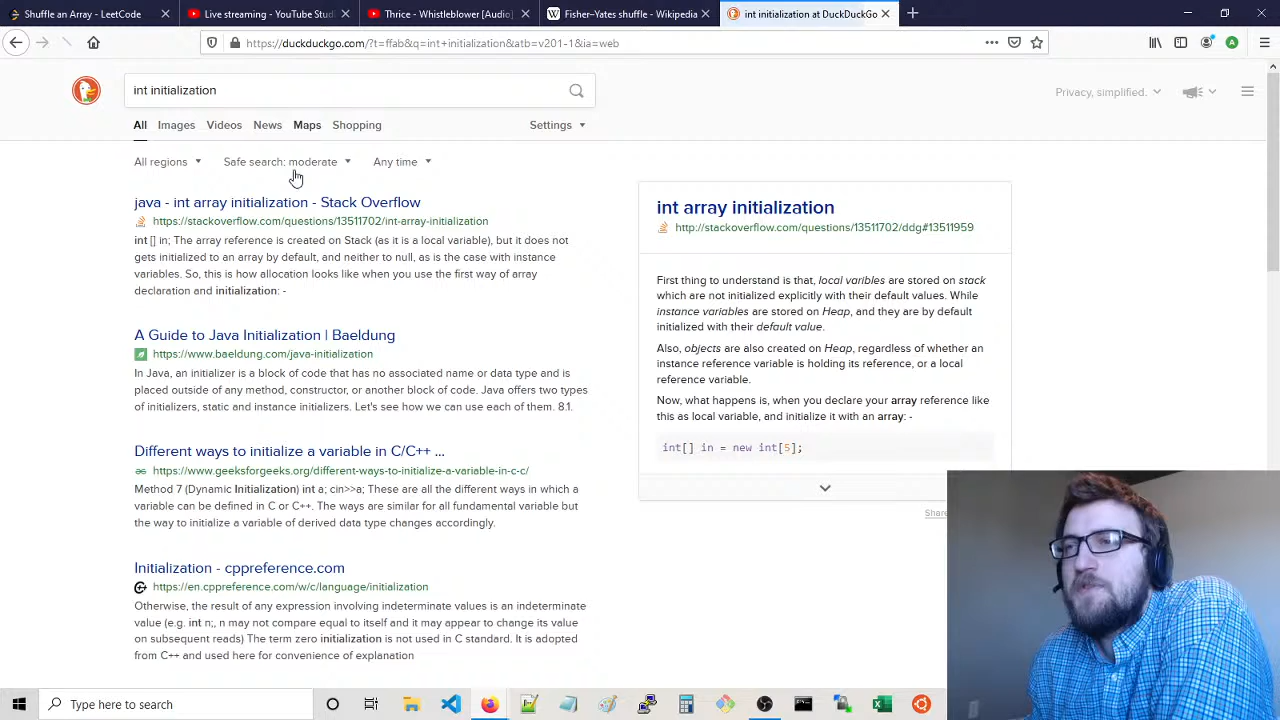 Shuffle an Array - LeetCode
Live streaming - YouTube Stud
Thrice - Whistleblower [Audio]
Fisher–Yates shuffle - Wikipedia
int initialization at DuckDuckGo
https://duckduckgo.com/?t=ffab&q=int+initialization&atb=v201-1&ia=web
A
int initialization
Privacy, simplified.
All Images Videos News Maps Shopping Settings
All regions Safe search: moderate Any time
java - int array initialization - Stack Overflow
https://stackoverflow.com/questions/13511702/int-array-initialization
int [] in; The array reference is created on Stack (as it is a local variable), but it does not
gets initialized to an array by default, and neither to null, as is the case with instance
variables. So, this is how allocation looks like when you use the first way of array
declaration and initialization: -
A Guide to Java Initialization | Baeldung
https://www.baeldung.com/java-initialization
In Java, an initializer is a block of code that has no associated name or data type and is
placed outside of any method, constructor, or another block of code. Java offers two types
of initializers, static and instance initializers. Let's see how we can use each of them. 8.1.
Different ways to initialize a variable in C/C++ ...
https://www.geeksforgeeks.org/different-ways-to-initialize-a-variable-in-c-c/
Method 7 (Dynamic Initialization) int a; cin>>a; These are all the different ways in which a
variable can be defined in C or C++. The ways are similar for all fundamental variable but
the way to initialize a variable of derived data type changes accordingly.
Initialization - cppreference.com
https://en.cppreference.com/w/c/language/initialization
Otherwise, the result of any expression involving indeterminate values is an indeterminate
value (e.g. int n;, n may not compare equal to itself and it may appear to change its value
on subsequent reads) The term zero initialization is not used in C standard. It is adopted
from C++ and used here for convenience of explanation
int array initialization
http://stackoverflow.com/questions/13511702/ddg#13511959
First thing to understand is that, local varibles are stored on stack
which are not initialized explicitly with their default values. While
instance variables are stored on Heap, and they are by default
initialized with their default value.
Also, objects are also created on Heap, regardless of whether an
instance reference variable is holding its reference, or a local
reference variable.
Now, what happens is, when you declare your array reference like
this as local variable, and initialize it with an array: -
int[] in = new int[5];
Share
Type here to search